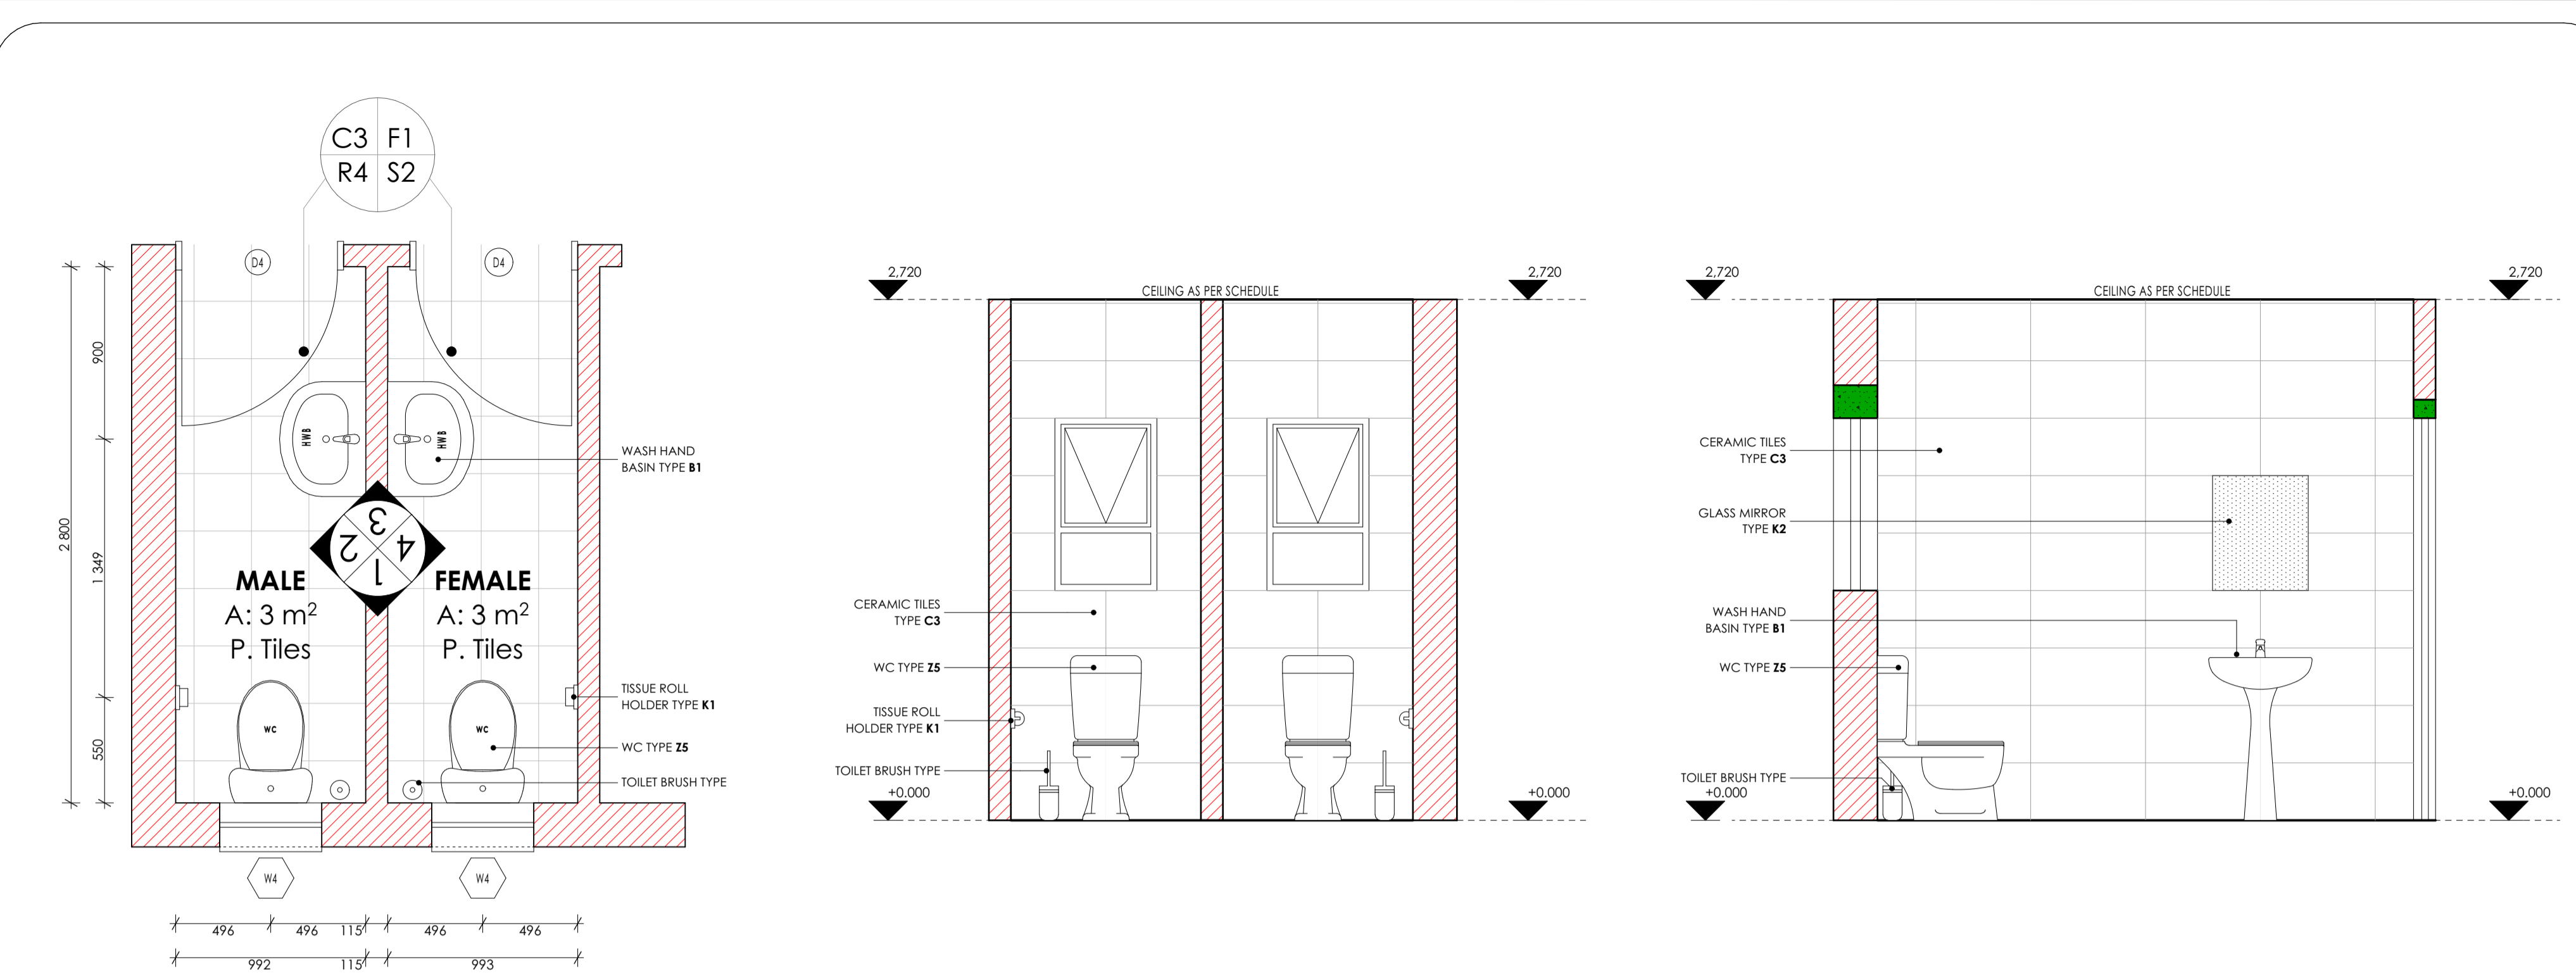 C3 F1
R4 S2
D4 D4
900
2 800
1 349
550
HWB HWB
WASH HAND
BASIN TYPE B1
3
2 4
1
MALE FEMALE
A: 3 m² A: 3 m²
P. Tiles P. Tiles
TISSUE ROLL
HOLDER TYPE K1
WC WC
WC TYPE Z5
TOILET BRUSH TYPE
W4 W4
496 496 115 496 496
992 115 993
2,720 2,720
CEILING AS PER SCHEDULE
CERAMIC TILES
TYPE C3
WC TYPE Z5
TISSUE ROLL
HOLDER TYPE K1
TOILET BRUSH TYPE
+0.000 +0.000
2,720 2,720
CEILING AS PER SCHEDULE
CERAMIC TILES
TYPE C3
GLASS MIRROR
TYPE K2
WASH HAND
BASIN TYPE B1
WC TYPE Z5
TOILET BRUSH TYPE
+0.000 +0.000